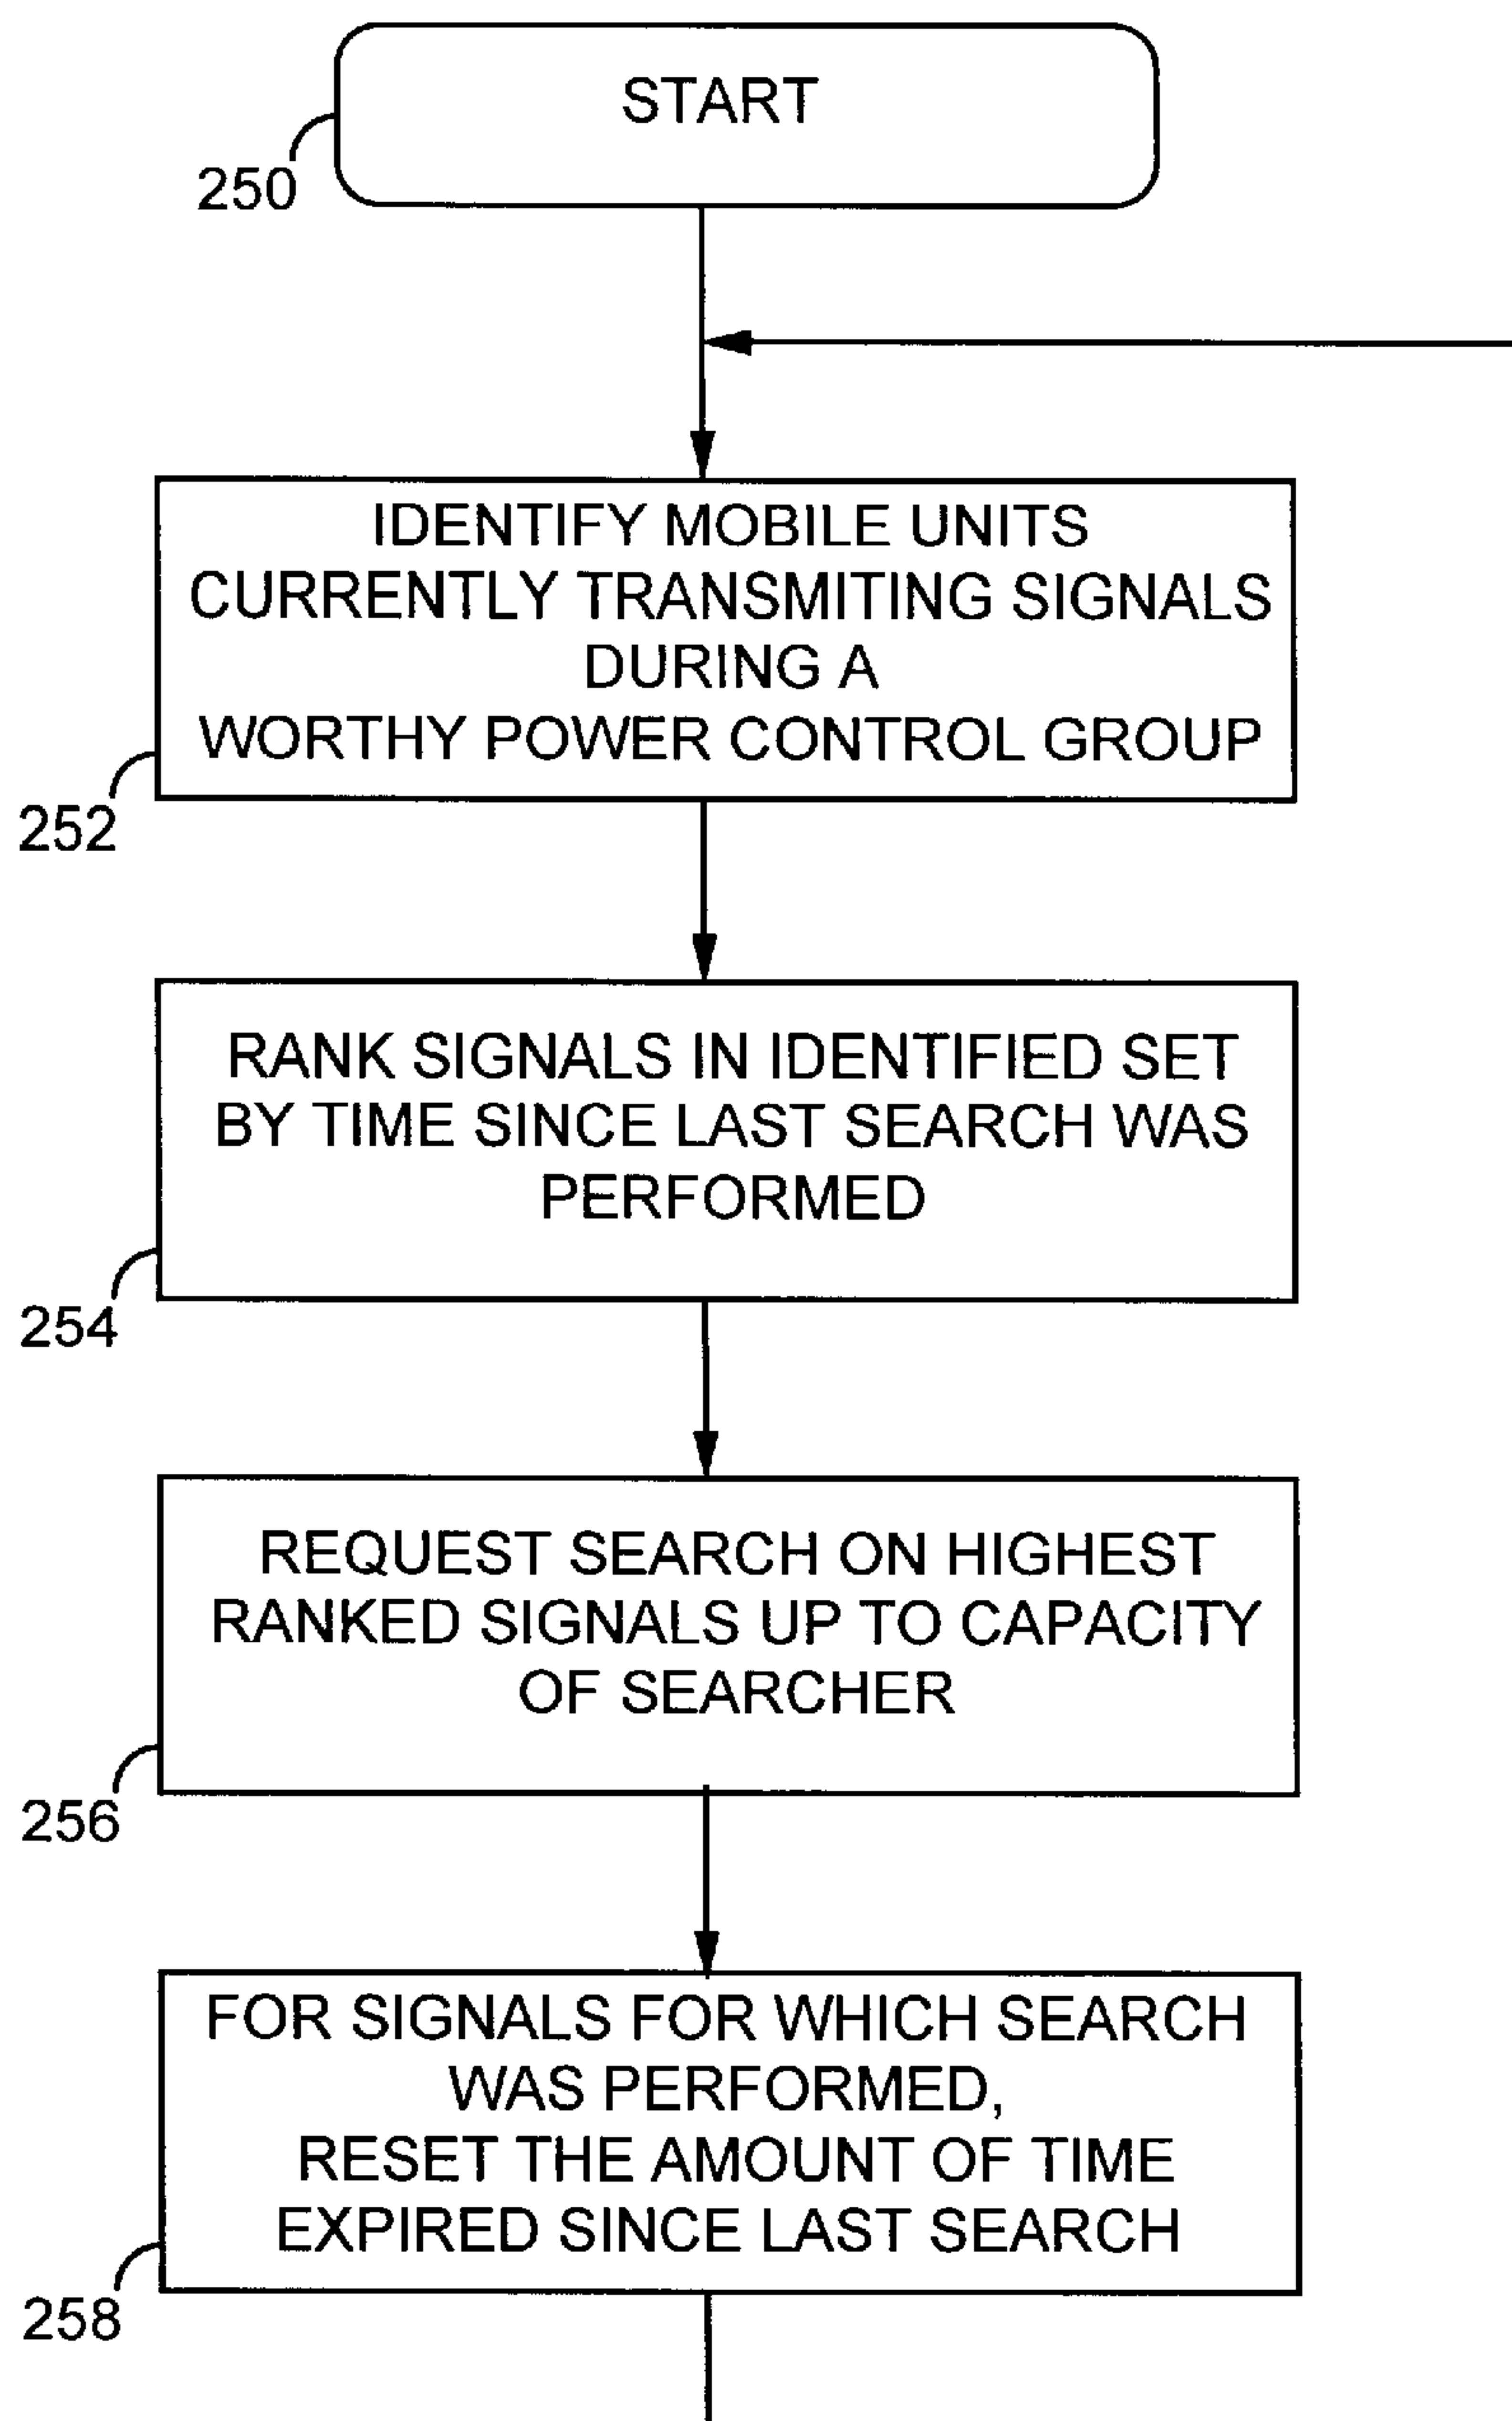 START
250
IDENTIFY MOBILE UNITS
CURRENTLY TRANSMITING SIGNALS
DURING A
WORTHY POWER CONTROL GROUP
252
RANK SIGNALS IN IDENTIFIED SET
BY TIME SINCE LAST SEARCH WAS
PERFORMED
254
REQUEST SEARCH ON HIGHEST
RANKED SIGNALS UP TO CAPACITY
OF SEARCHER
256
FOR SIGNALS FOR WHICH SEARCH
WAS PERFORMED,
RESET THE AMOUNT OF TIME
EXPIRED SINCE LAST SEARCH
258